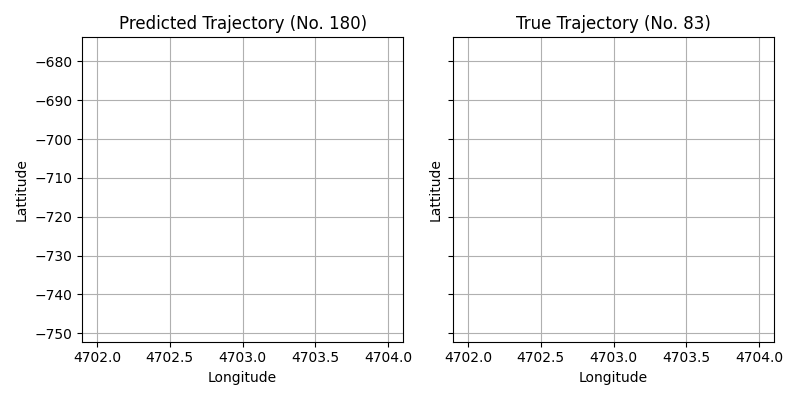 Predicted Trajectory (No. 180)
True Trajectory (No. 83)
−680
−690
−700
−710
−720
−730
−740
−750
Lattitude
Lattitude
4702.0 4702.5 4703.0 4703.5 4704.0
4702.0 4702.5 4703.0 4703.5 4704.0
Longitude
Longitude